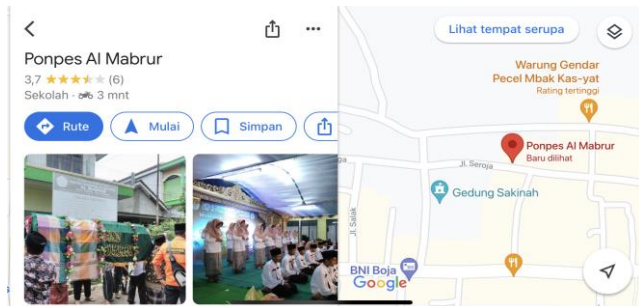 Ponpes Al Mabrur
3,7 (6)
Sekolah · 3 mnt
Rute
Mulai
Simpan
Lihat tempat serupa
Warung Gendar
Pecel Mbak Kas-yat
Rating tertinggi
Ponpes Al Mabrur
Baru dilihat
Jl. Seroja
Gedung Sakinah
Jl. Salak
BNI Boja
Google